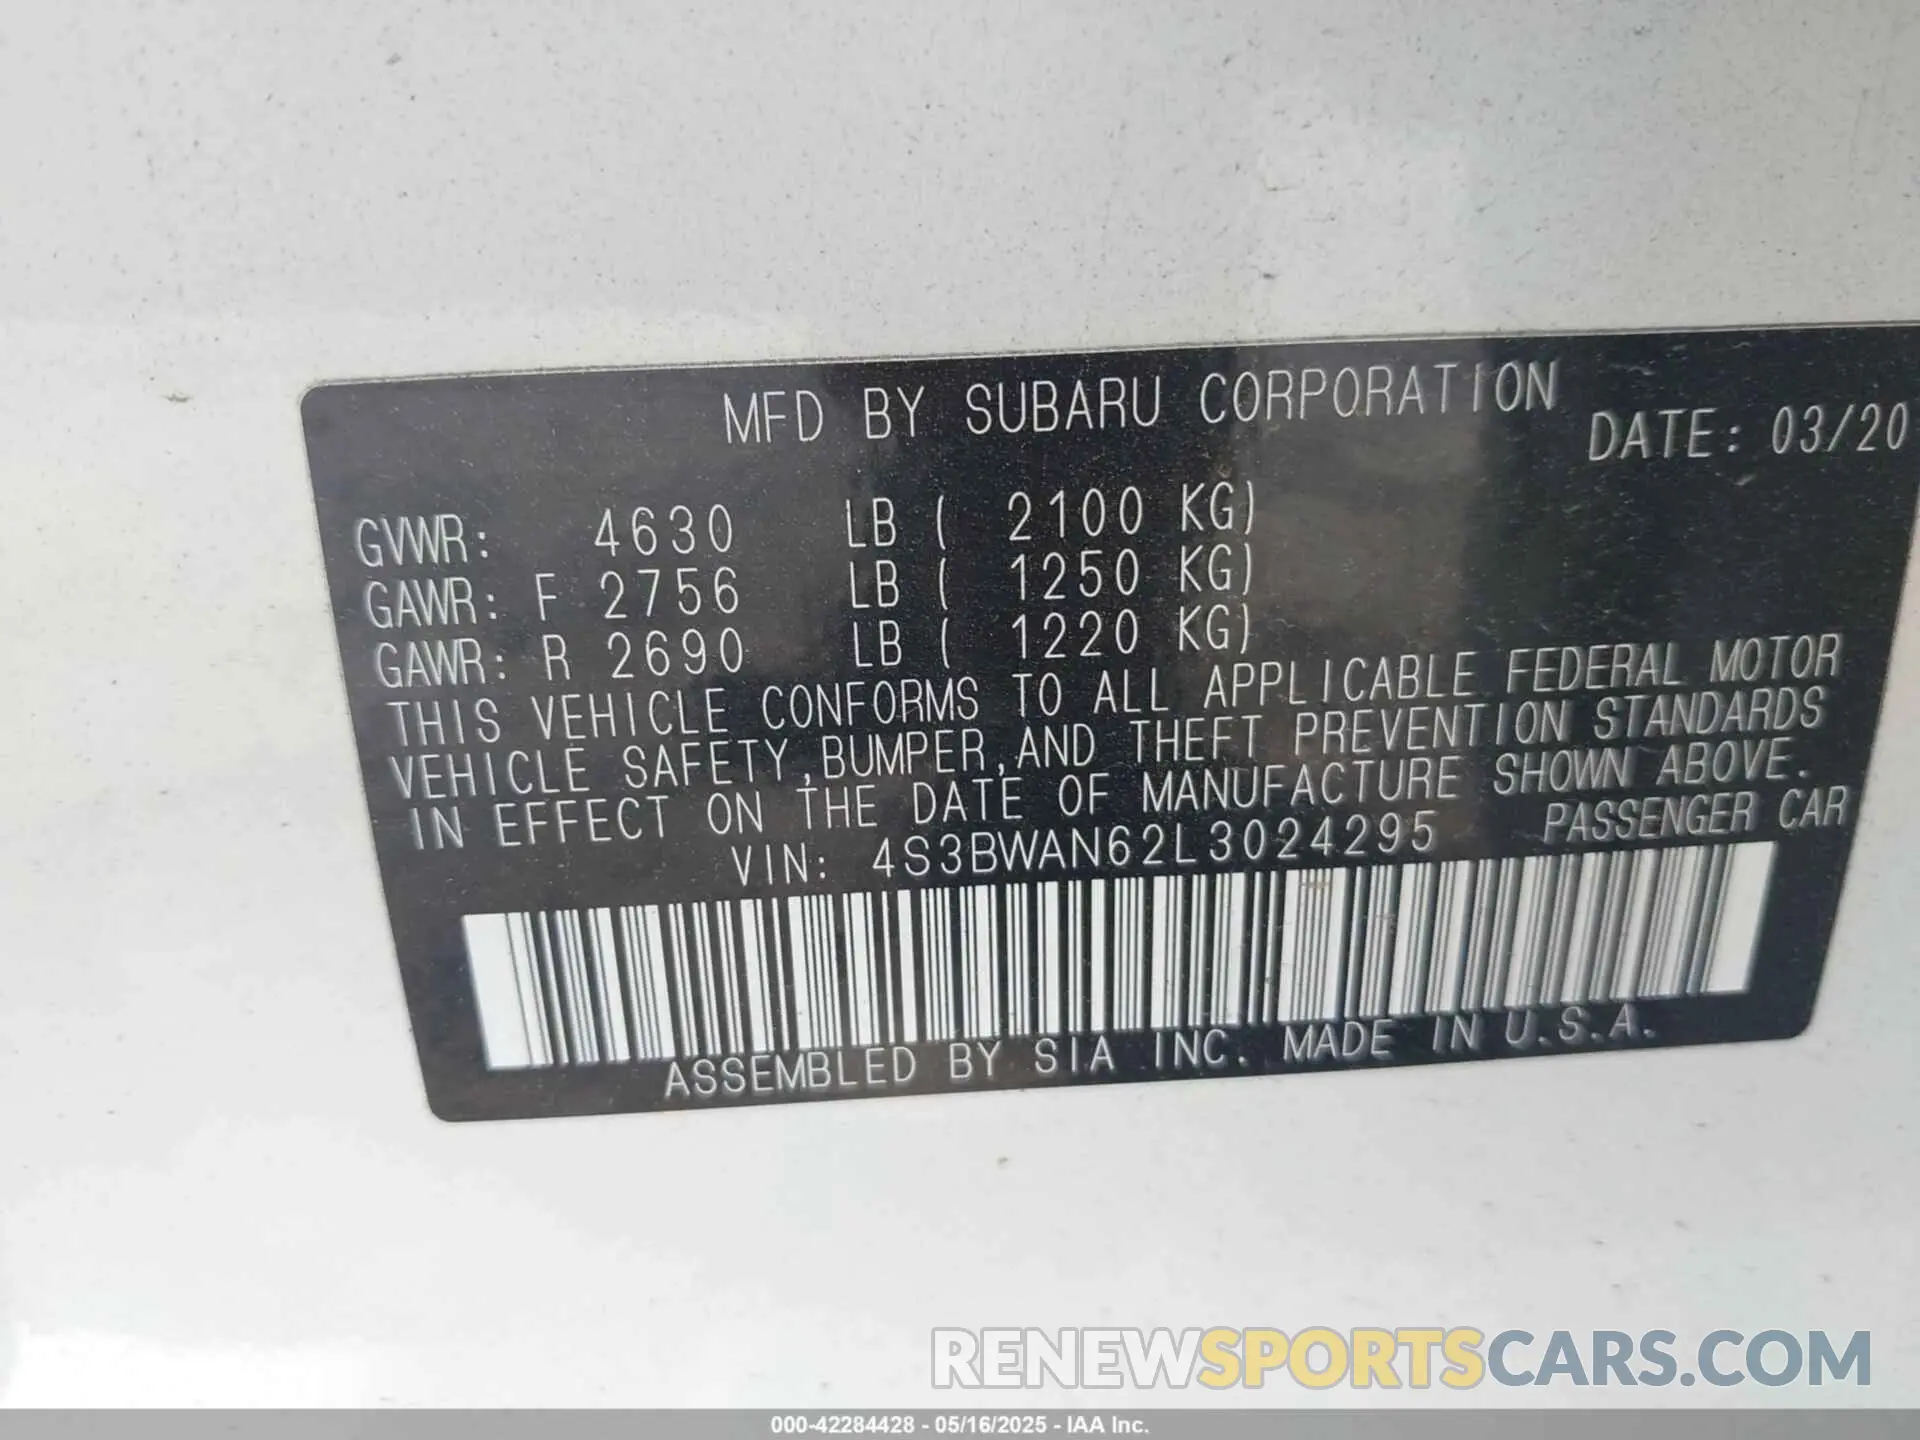 MFD BY SUBARU CORPORATION
DATE: 03/20
GVWR: 4630 LB ( 2100 KG)
GAWR: F 2756 LB ( 1250 KG)
GAWR: R 2690 LB ( 1220 KG)
THIS VEHICLE CONFORMS TO ALL APPLICABLE FEDERAL MOTOR
VEHICLE SAFETY, BUMPER, AND THEFT PREVENTION STANDARDS
IN EFFECT ON THE DATE OF MANUFACTURE SHOWN ABOVE.
VIN: 4S3BWAN62L3024295 PASSENGER CAR
ASSEMBLED BY SIA INC. MADE IN U.S.A.
RENEWSPORTSCARS.COM
000-42284428 - 05/16/2025 - IAA Inc.